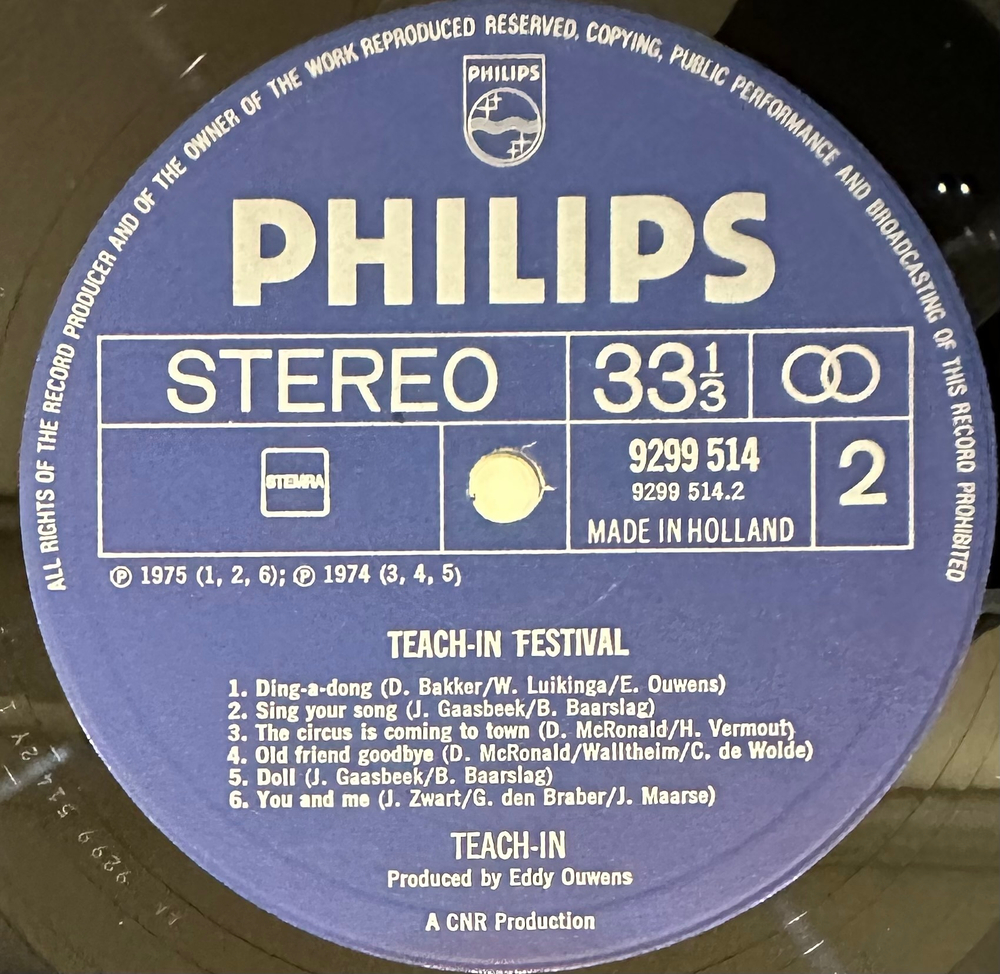 ALL RIGHTS OF THE RECORD PRODUCER AND OF THE OWNER OF THE WORK REPRODUCED RESERVED, COPYING, PUBLIC PERFORMANCE AND BROADCASTING OF THIS RECORD PROHIBITED
PHILIPS
PHILIPS
STEREO 33⅓
STEMRA
9299 514
9299 514.2
MADE IN HOLLAND
2
℗ 1975 (1, 2, 6); ℗ 1974 (3, 4, 5)
TEACH-IN FESTIVAL
1. Ding-a-dong (D. Bakker/W. Luikinga/E. Ouwens)
2. Sing your song (J. Gaasbeek/B. Baarslag)
3. The circus is coming to town (D. McRonald/H. Vermout)
4. Old friend goodbye (D. McRonald/Walltheim/C. de Wolde)
5. Doll (J. Gaasbeek/B. Baarslag)
6. You and me (J. Zwart/G. den Braber/J. Maarse)
TEACH-IN
Produced by Eddy Ouwens
A CNR Production
9299 514 2Y